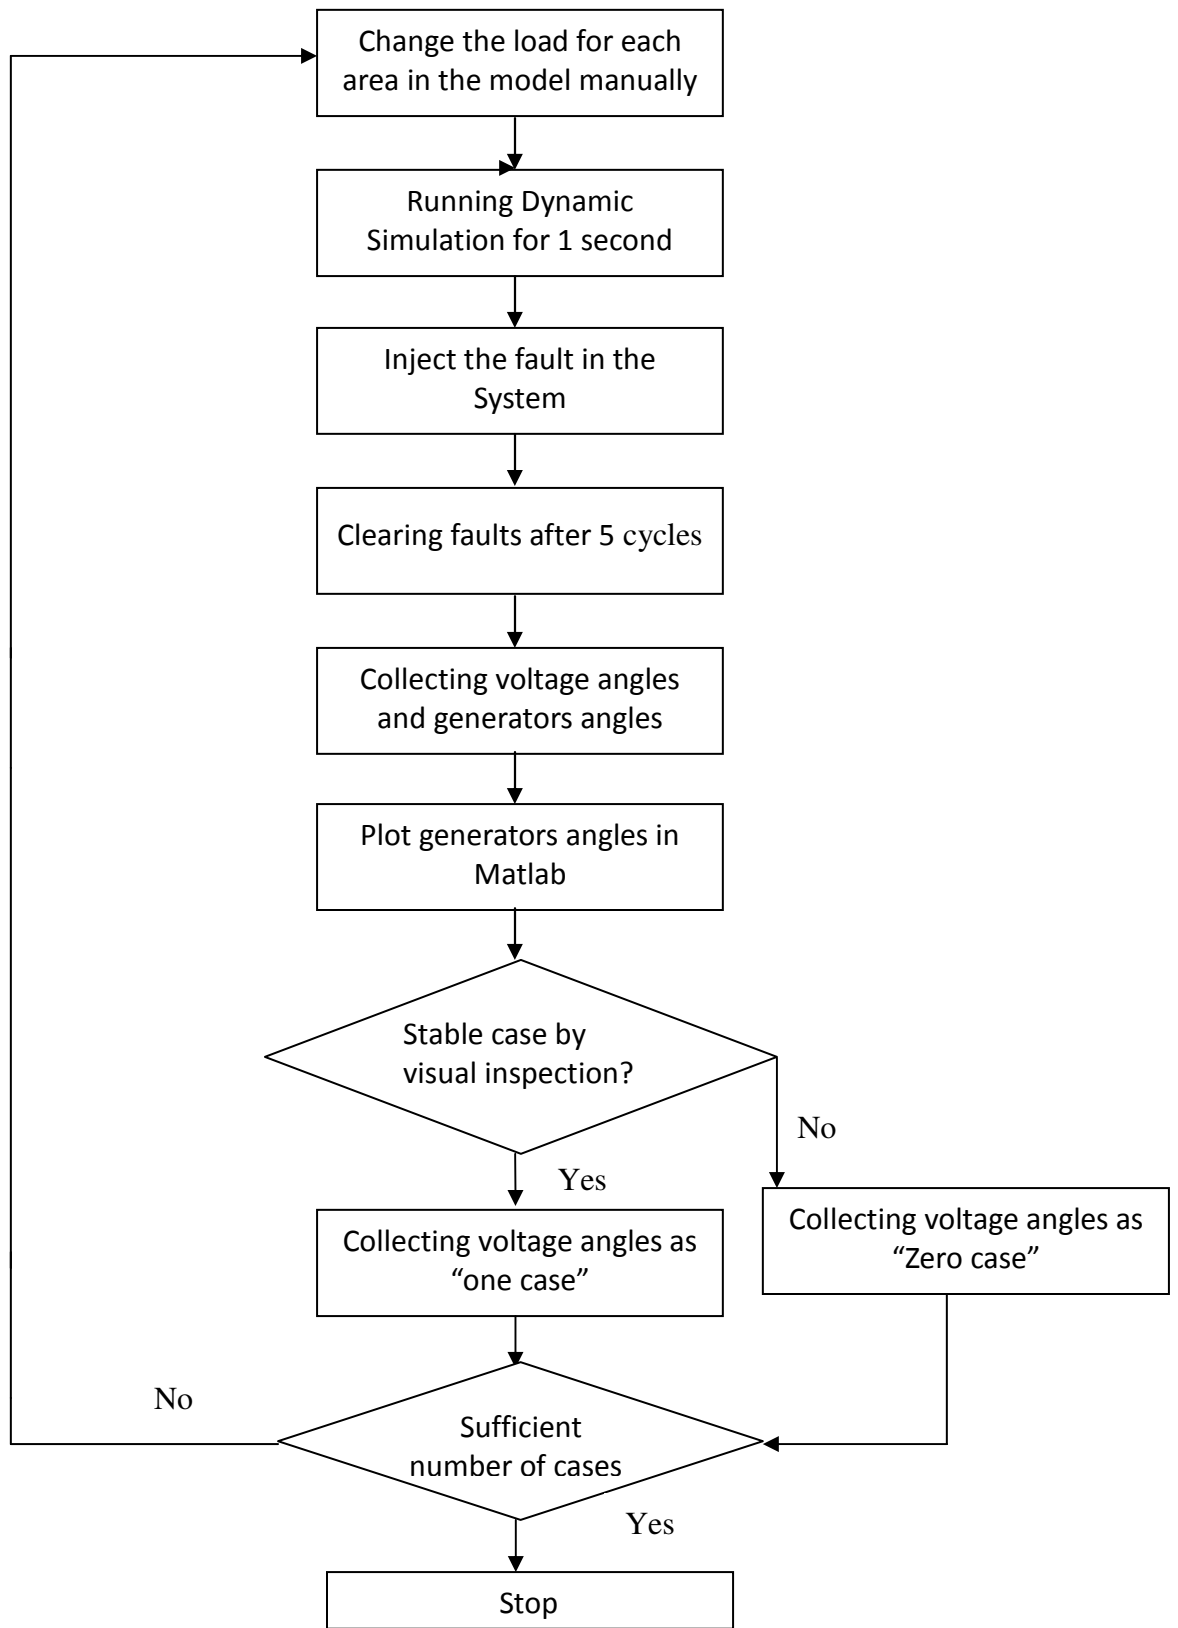 Change the load for each
area in the model manually
Running Dynamic
Simulation for 1 second
Inject the fault in the
System
Clearing faults after 5 cycles
Collecting voltage angles
and generators angles
Plot generators angles in
Matlab
Stable case by
visual inspection?
No
Yes
Collecting voltage angles as
“one case”
Collecting voltage angles as
“Zero case”
No
Sufficient
number of cases
Yes
Stop